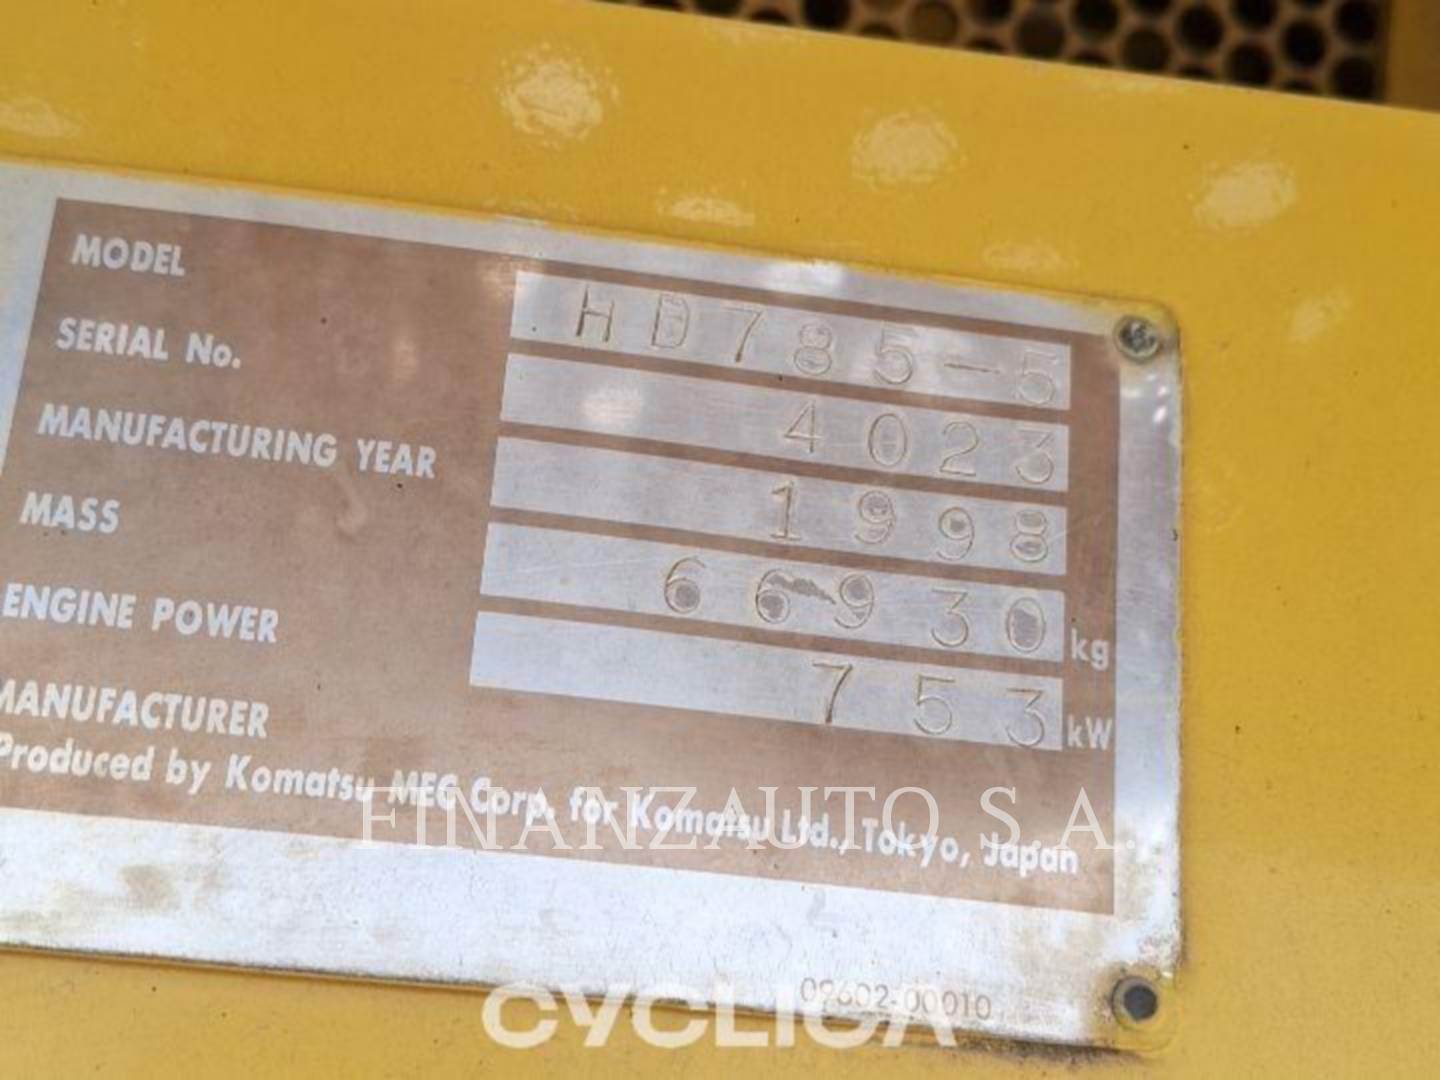 MODEL HD785-5
SERIAL No. 4023
MANUFACTURING YEAR 1998
MASS 66930 kg
ENGINE POWER 753 kW
MANUFACTURER
Produced by Komatsu MEC Corp. for Komatsu Ltd., Tokyo, Japan
FINANZAUTO S.A.
09602-00010
CYCLICA